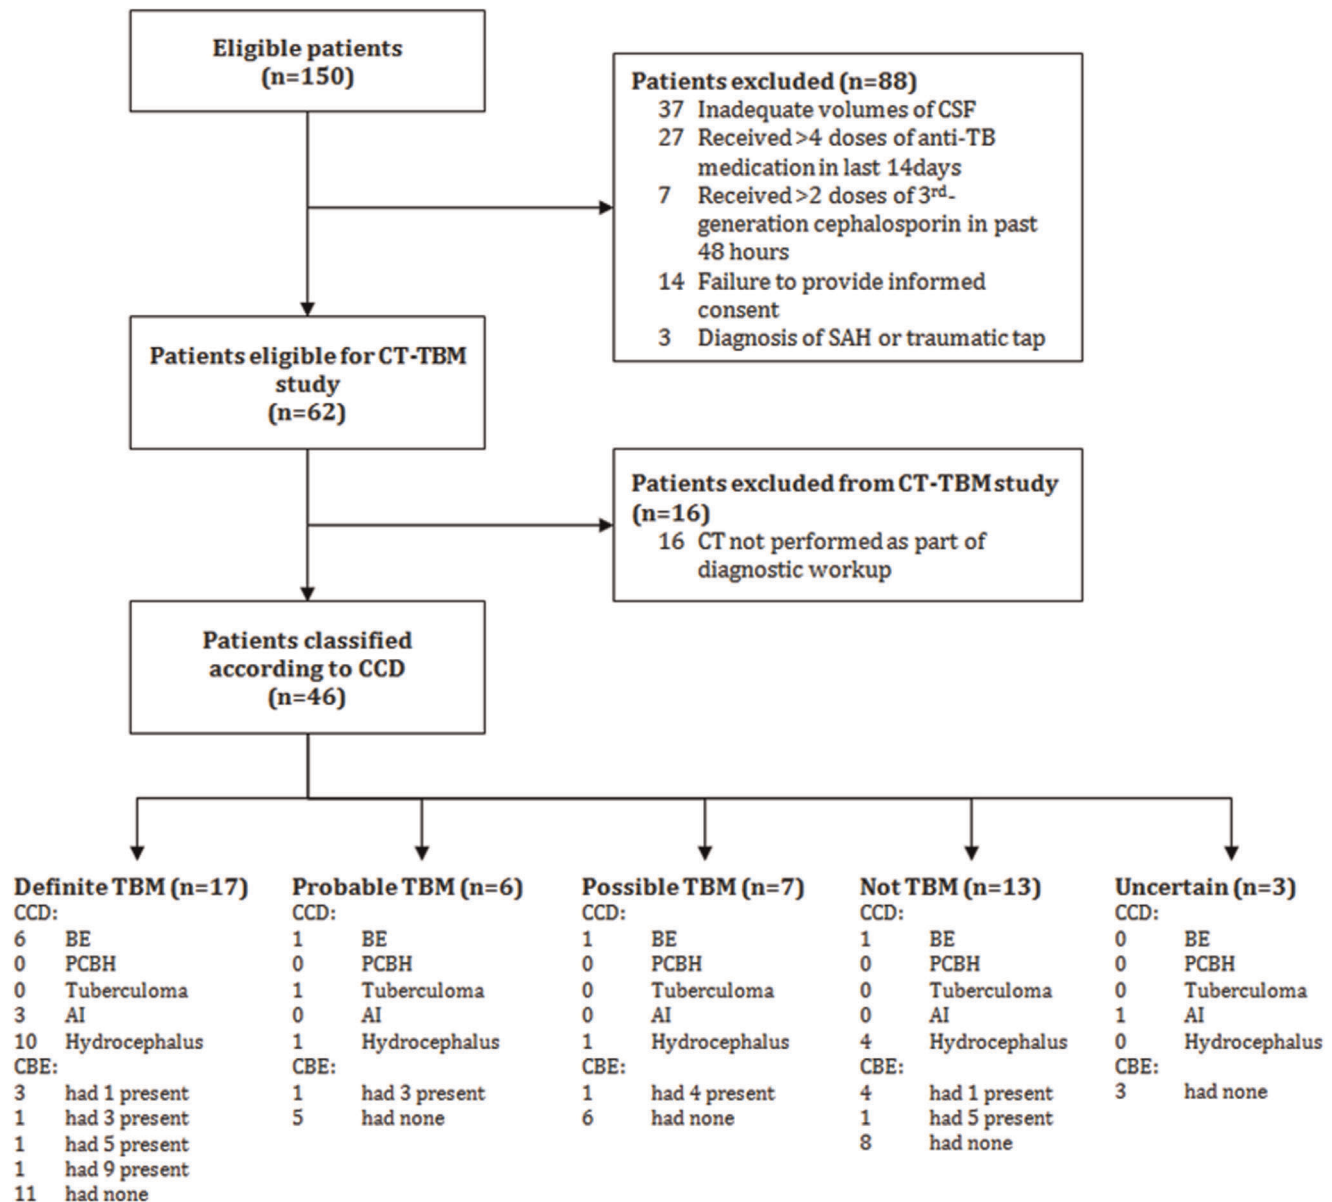 Eligible patients
(n=150)
Patients excluded (n=88)
37 Inadequate volumes of CSF
27 Received >4 doses of anti-TB
medication in last 14days
7 Received >2 doses of 3rd-
generation cephalosporin in past
48 hours
14 Failure to provide informed
consent
3 Diagnosis of SAH or traumatic tap
Patients eligible for CT-TBM
study
(n=62)
Patients excluded from CT-TBM study
(n=16)
16 CT not performed as part of
diagnostic workup
Patients classified
according to CCD
(n=46)
Definite TBM (n=17)
CCD:
6 BE
0 PCBH
0 Tuberculoma
3 AI
10 Hydrocephalus
CBE:
3 had 1 present
1 had 3 present
1 had 5 present
1 had 9 present
11 had none
Probable TBM (n=6)
CCD:
1 BE
0 PCBH
1 Tuberculoma
0 AI
1 Hydrocephalus
CBE:
1 had 3 present
5 had none
Possible TBM (n=7)
CCD:
1 BE
0 PCBH
0 Tuberculoma
0 AI
1 Hydrocephalus
CBE:
1 had 4 present
6 had none
Not TBM (n=13)
CCD:
1 BE
0 PCBH
0 Tuberculoma
0 AI
4 Hydrocephalus
CBE:
4 had 1 present
1 had 5 present
8 had none
Uncertain (n=3)
CCD:
0 BE
0 PCBH
0 Tuberculoma
1 AI
0 Hydrocephalus
CBE:
3 had none